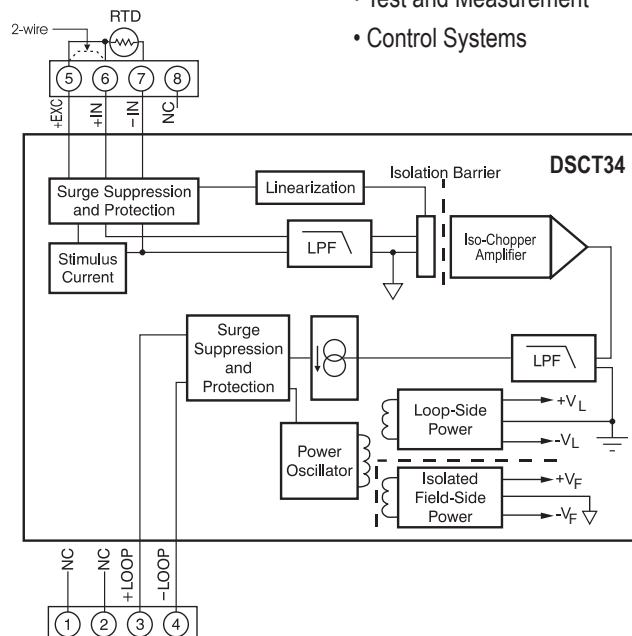 • Test and Measurement
• Control Systems
RTD
2-wire
5 6 7 8
+EXC
+IN
–IN
NC
DSCT34
Isolation Barrier
Surge Suppression
and Protection
Linearization
Iso-Chopper
Amplifier
LPF
Stimulus
Current
Surge
Suppression
and
Protection
LPF
Loop-Side
Power
+VL
-VL
Power
Oscillator
Isolated
Field-Side
Power
+VF
-VF
NC
NC
+LOOP
–LOOP
1 2 3 4